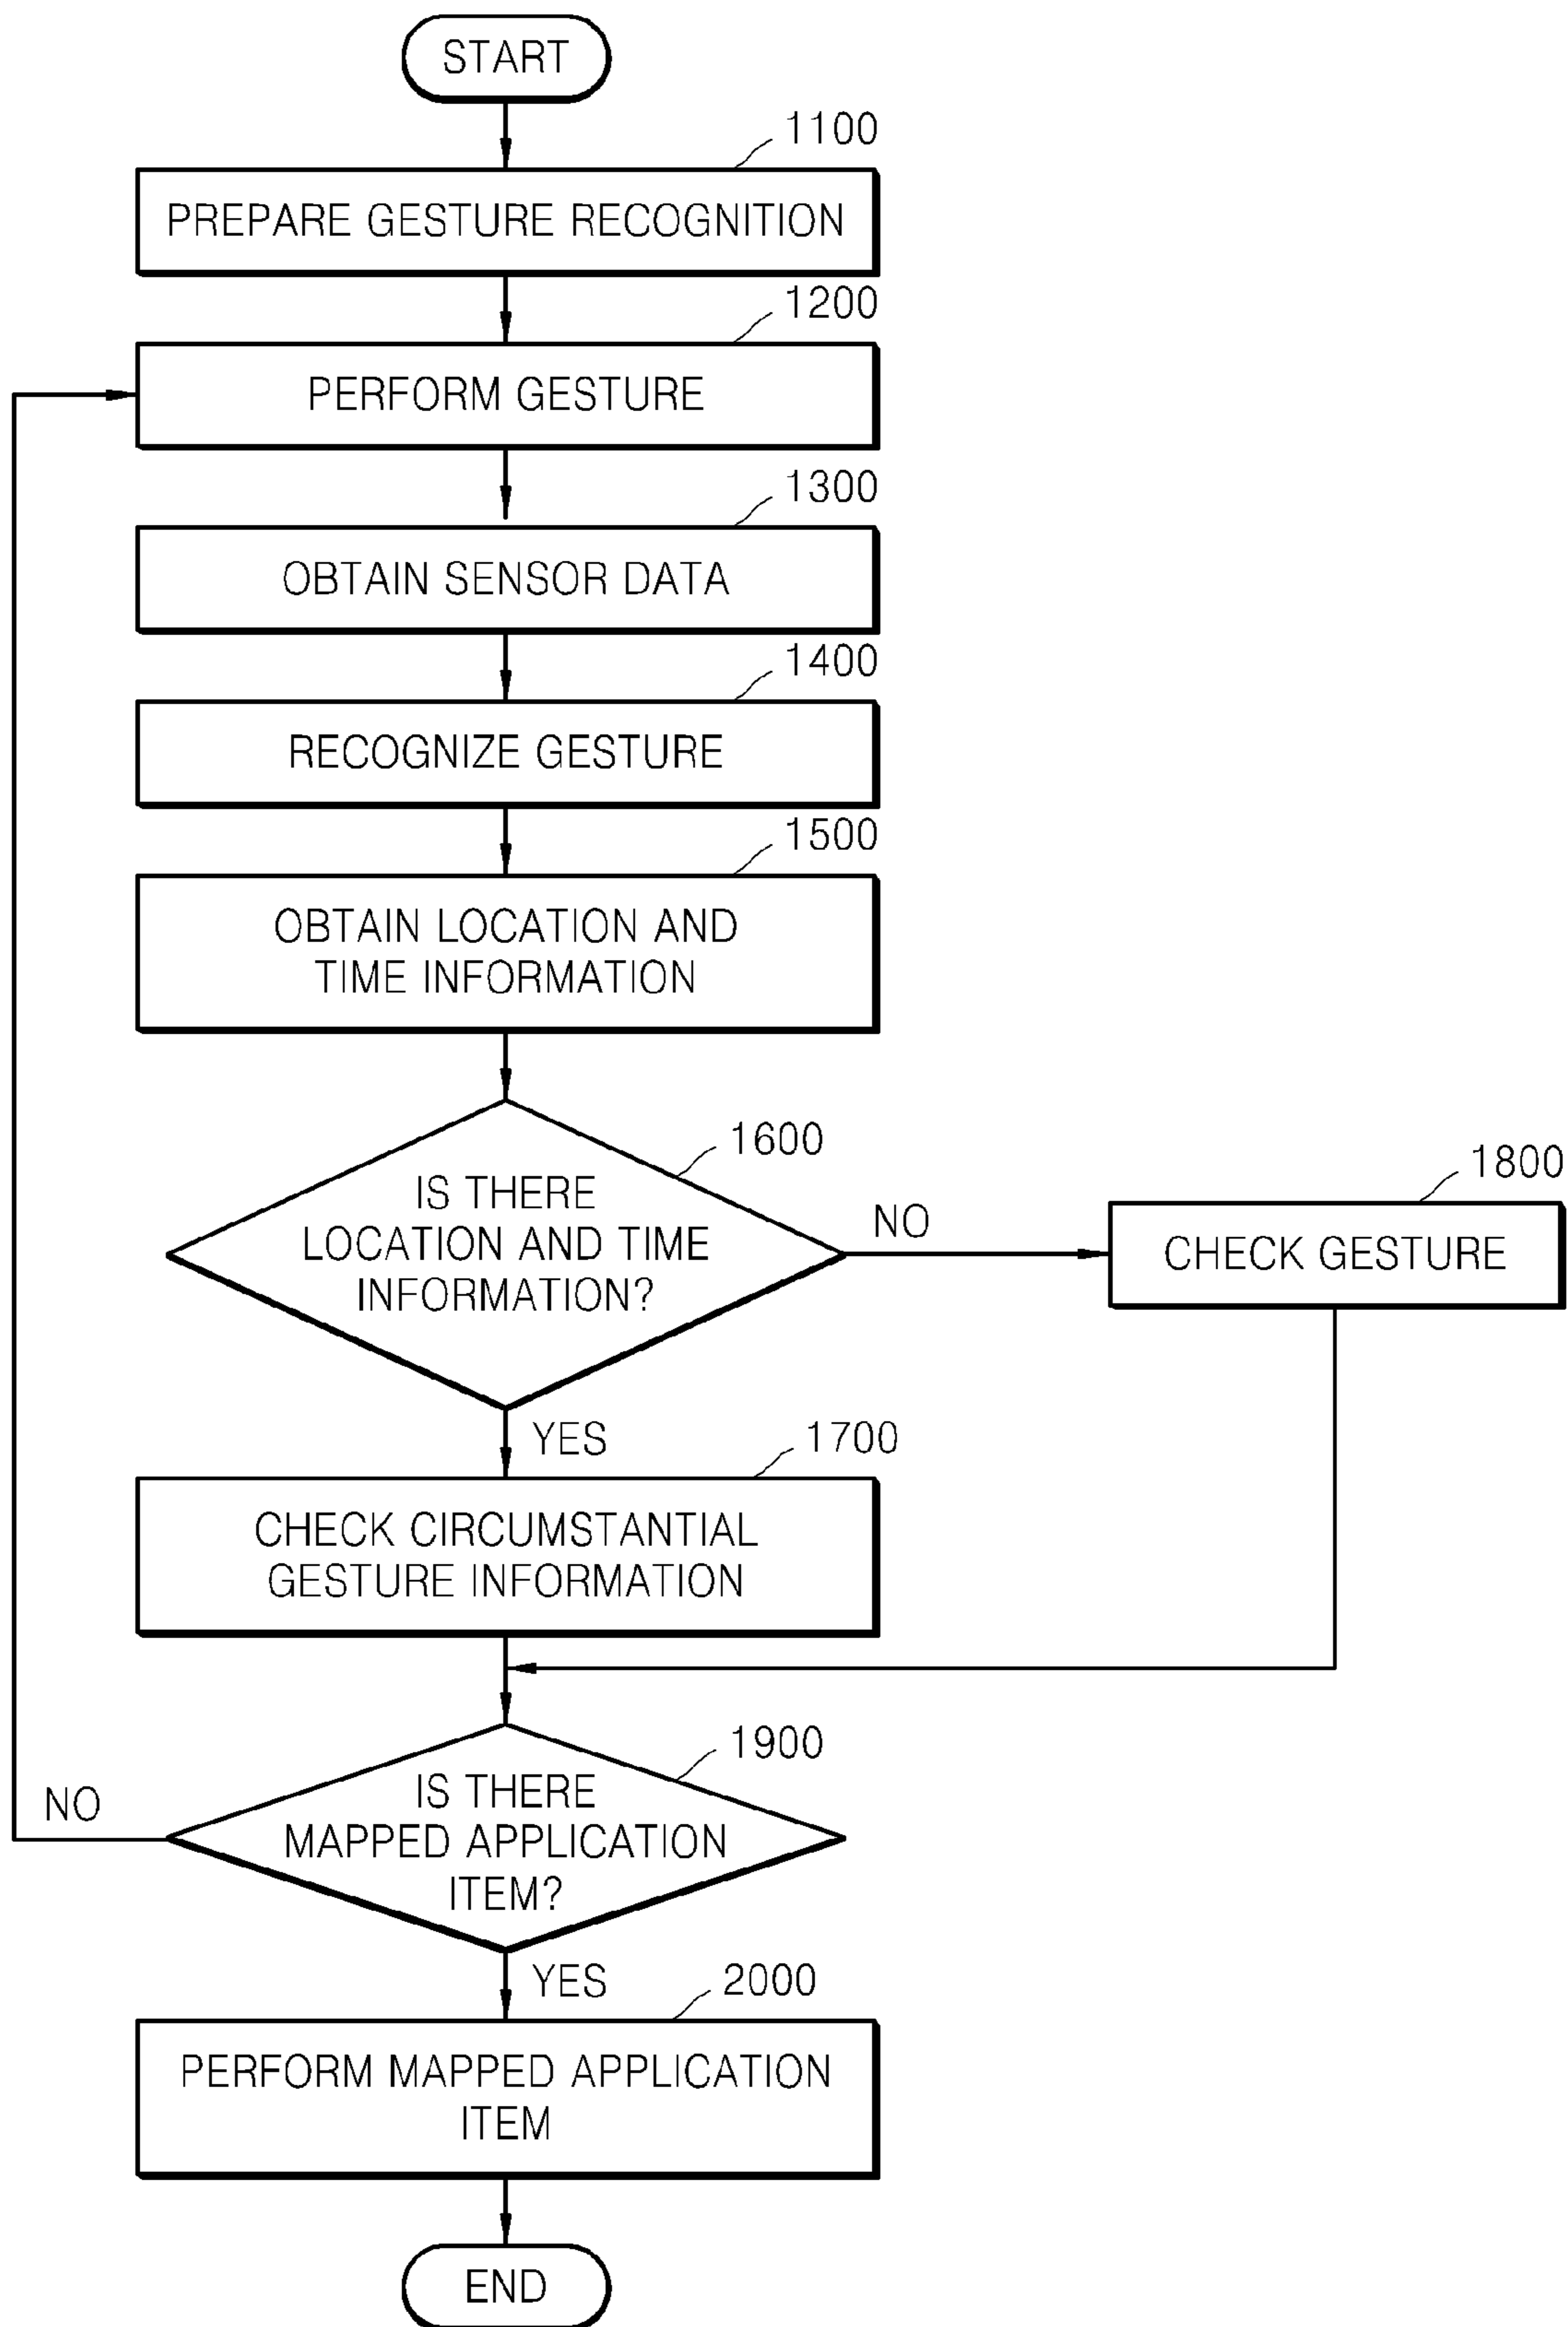 START
1100
PREPARE GESTURE RECOGNITION
1200
PERFORM GESTURE
1300
OBTAIN SENSOR DATA
1400
RECOGNIZE GESTURE
1500
OBTAIN LOCATION AND
TIME INFORMATION
1600
IS THERE
LOCATION AND TIME
INFORMATION?
NO
1800
CHECK GESTURE
YES
1700
CHECK CIRCUMSTANTIAL
GESTURE INFORMATION
1900
IS THERE
MAPPED APPLICATION
ITEM?
NO
YES
2000
PERFORM MAPPED APPLICATION
ITEM
END